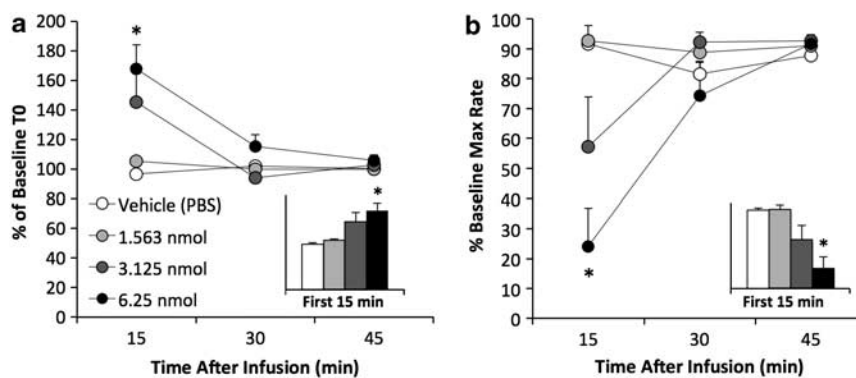 a
% of Baseline T0
200
180
160
140
120
100
80
60
40
20
0
*
Vehicle (PBS)
1.563 nmol
3.125 nmol
6.25 nmol
*
First 15 min
15 30 45
Time After Infusion (min)
b
% Baseline Max Rate
100
90
80
70
60
50
40
30
20
10
0
*
*
First 15 min
15 30 45
Time After Infusion (min)